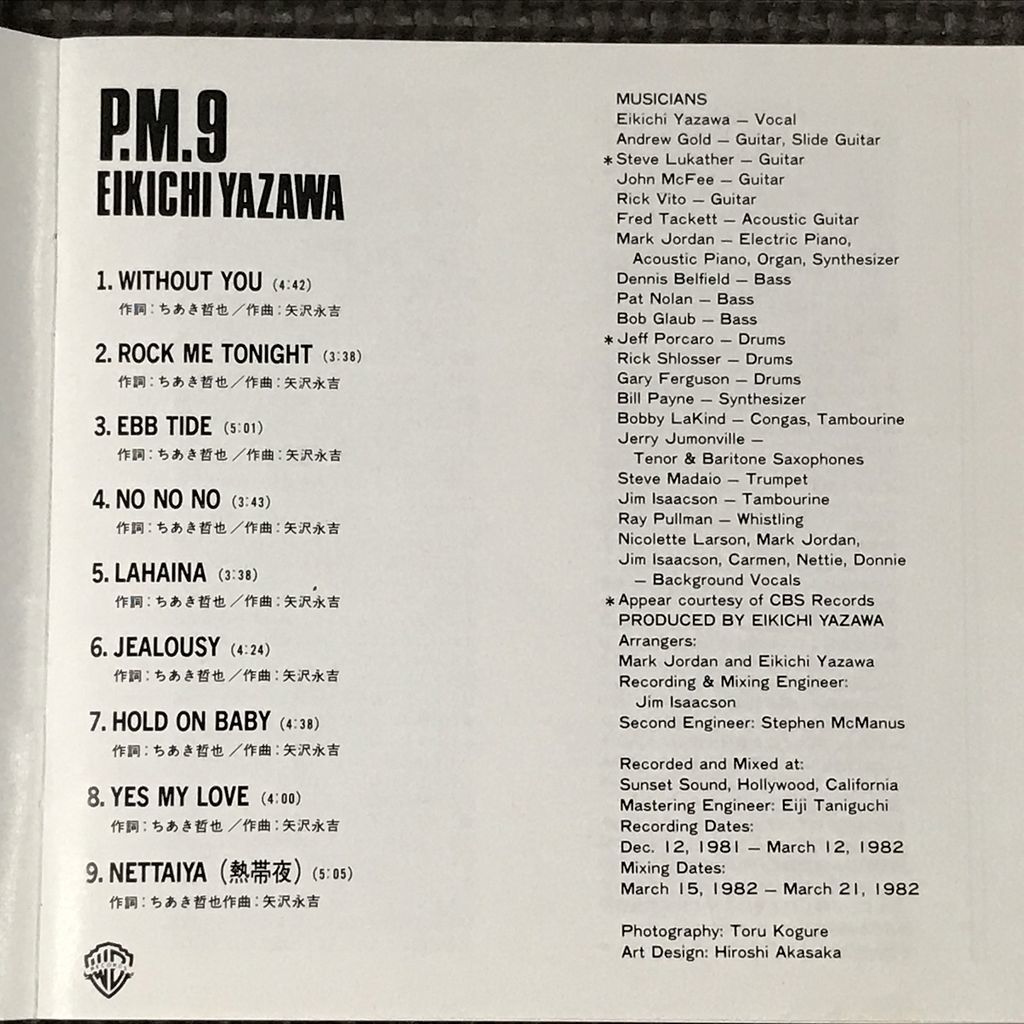 P.M.9
EIKICHI YAZAWA
1. WITHOUT YOU (4:42)
作詞：ちあき哲也／作曲：矢沢永吉
2. ROCK ME TONIGHT (3:38)
作詞：ちあき哲也／作曲：矢沢永吉
3. EBB TIDE (5:01)
作詞：ちあき哲也／作曲：矢沢永吉
4. NO NO NO (3:43)
作詞：ちあき哲也／作曲：矢沢永吉
5. LAHAINA (3:38)
作詞：ちあき哲也／作曲：矢沢永吉
6. JEALOUSY (4:24)
作詞：ちあき哲也／作曲：矢沢永吉
7. HOLD ON BABY (4:38)
作詞：ちあき哲也／作曲：矢沢永吉
8. YES MY LOVE (4:00)
作詞：ちあき哲也／作曲：矢沢永吉
9. NETTAIYA（熱帯夜）(5:05)
作詞：ちあき哲也作曲：矢沢永吉
RECORDS
MUSICIANS
Eikichi Yazawa — Vocal
Andrew Gold — Guitar, Slide Guitar
*Steve Lukather — Guitar
John McFee — Guitar
Rick Vito — Guitar
Fred Tackett — Acoustic Guitar
Mark Jordan — Electric Piano,
Acoustic Piano, Organ, Synthesizer
Dennis Belfield — Bass
Pat Nolan — Bass
Bob Glaub — Bass
*Jeff Porcaro — Drums
Rick Shlosser — Drums
Gary Ferguson — Drums
Bill Payne — Synthesizer
Bobby LaKind — Congas, Tambourine
Jerry Jumonville —
Tenor & Baritone Saxophones
Steve Madaio — Trumpet
Jim Isaacson — Tambourine
Ray Pullman — Whistling
Nicolette Larson, Mark Jordan,
Jim Isaacson, Carmen, Nettie, Donnie
— Background Vocals
*Appear courtesy of CBS Records
PRODUCED BY EIKICHI YAZAWA
Arrangers:
Mark Jordan and Eikichi Yazawa
Recording & Mixing Engineer:
Jim Isaacson
Second Engineer: Stephen McManus
Recorded and Mixed at:
Sunset Sound, Hollywood, California
Mastering Engineer: Eiji Taniguchi
Recording Dates:
Dec. 12, 1981 — March 12, 1982
Mixing Dates:
March 15, 1982 — March 21, 1982
Photography: Toru Kogure
Art Design: Hiroshi Akasaka